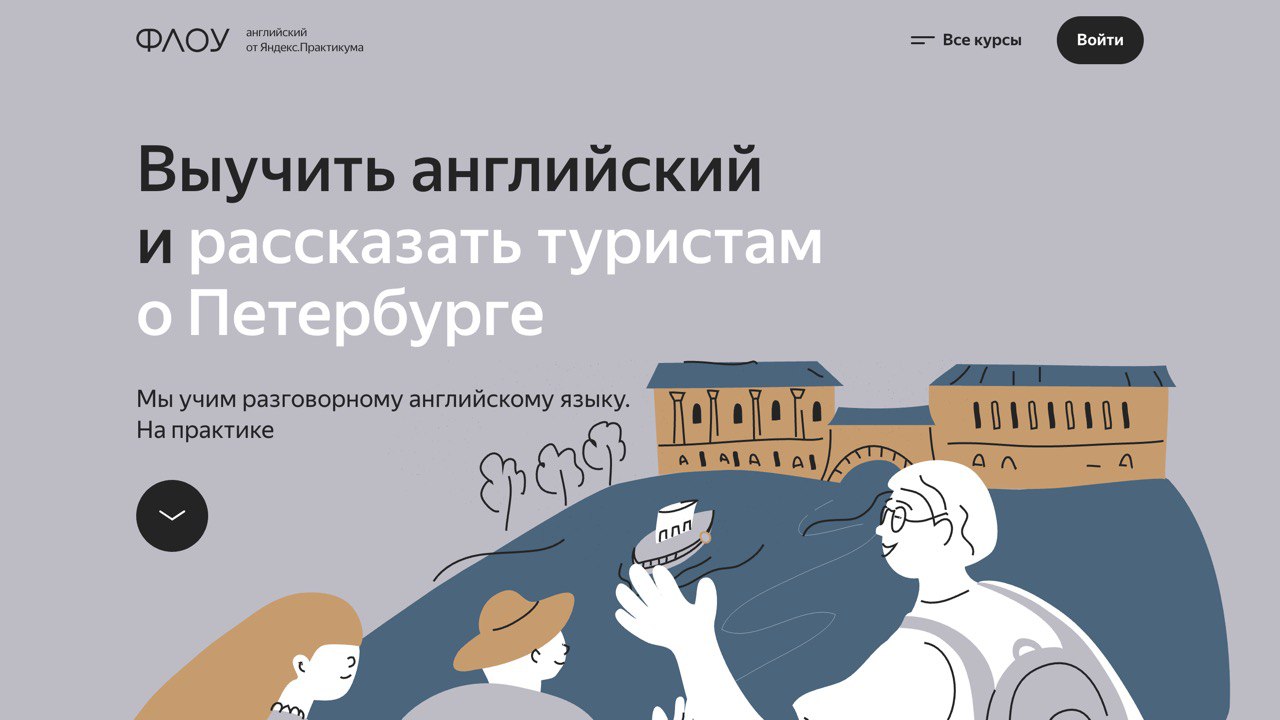 ФЛОУ
английский
от Яндекс.Практикума
Все курсы
Войти
Выучить английский
и рассказать туристам
о Петербурге
Мы учим разговорному английскому языку.
На практике